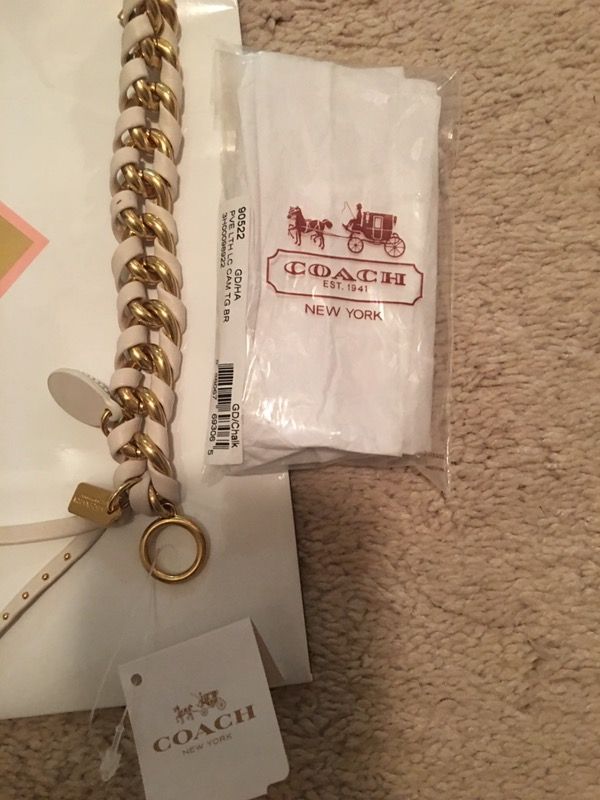 90522 GD/HA
PVE LTH LC CAM TG BR
GD/Chalk
COACH
EST. 1941
NEW YORK
COACH
NEW YORK